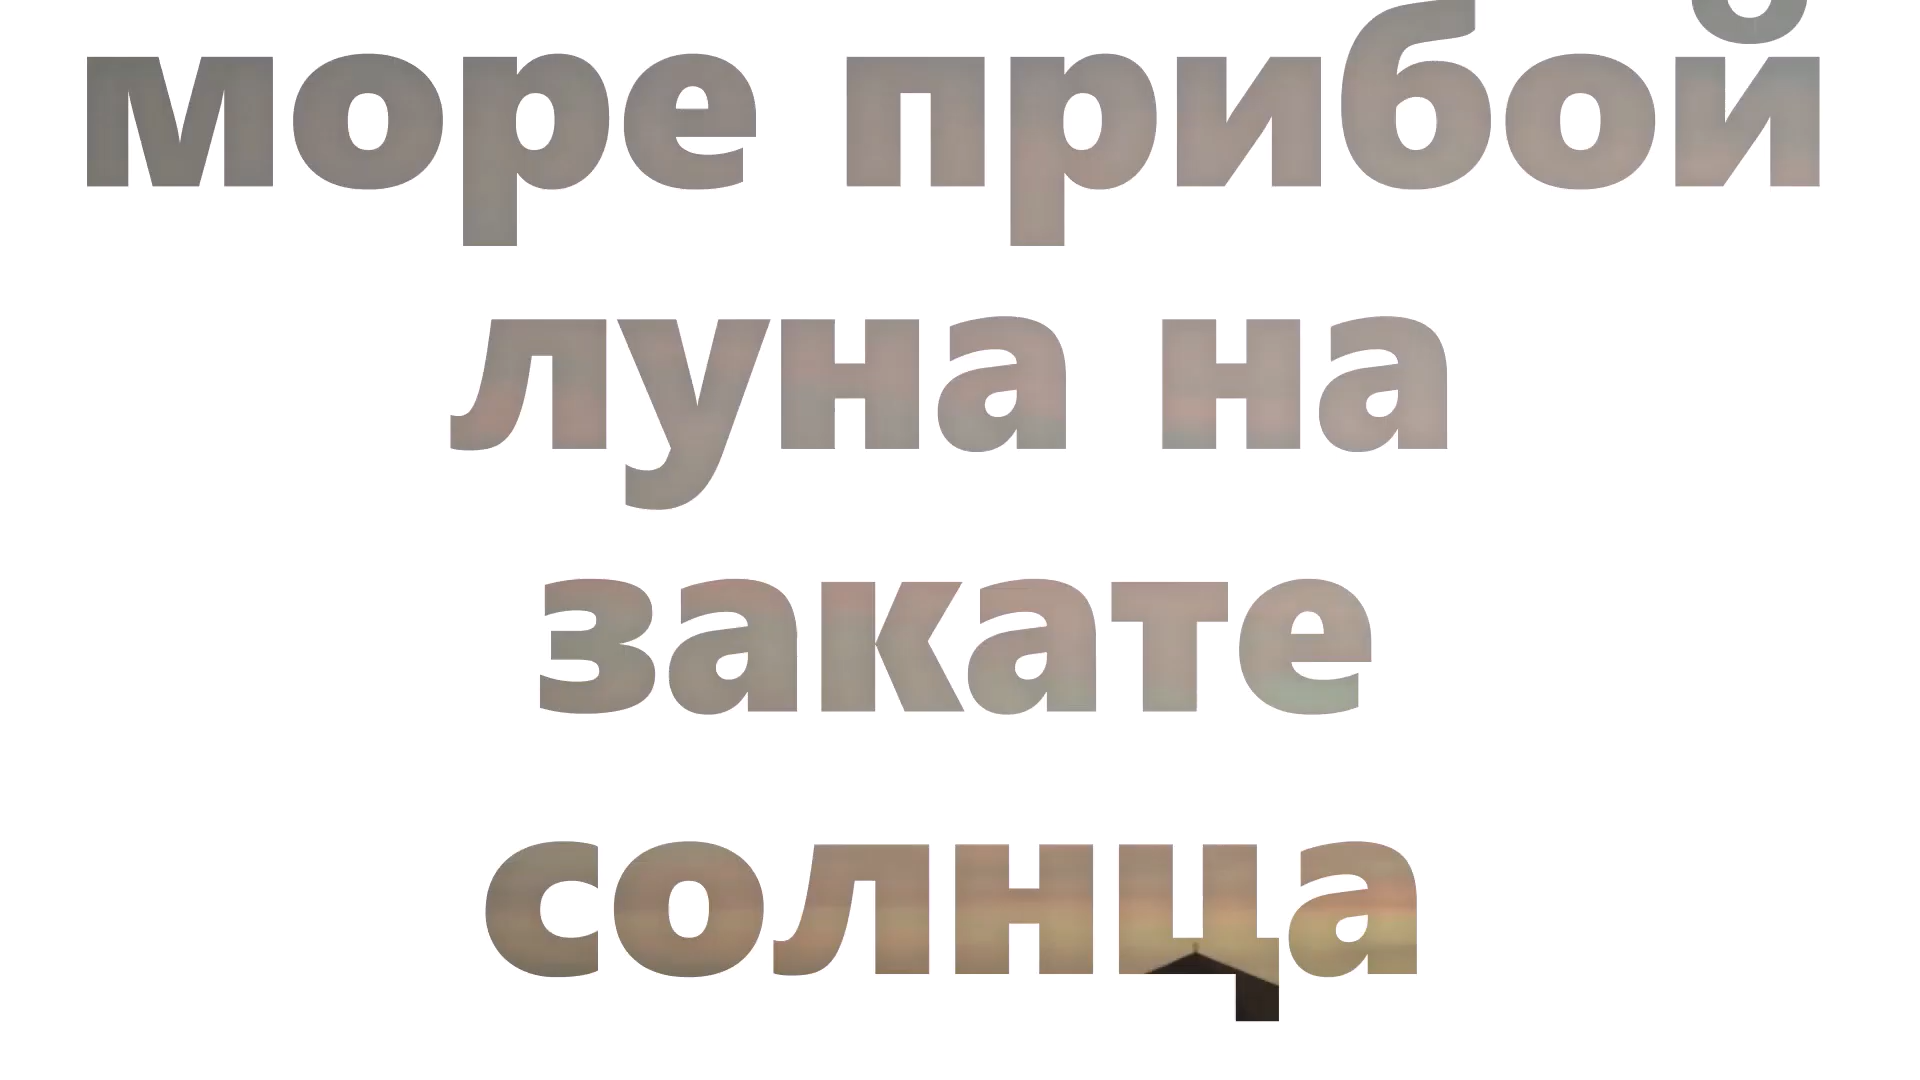 море прибой
луна на
закате
солнца